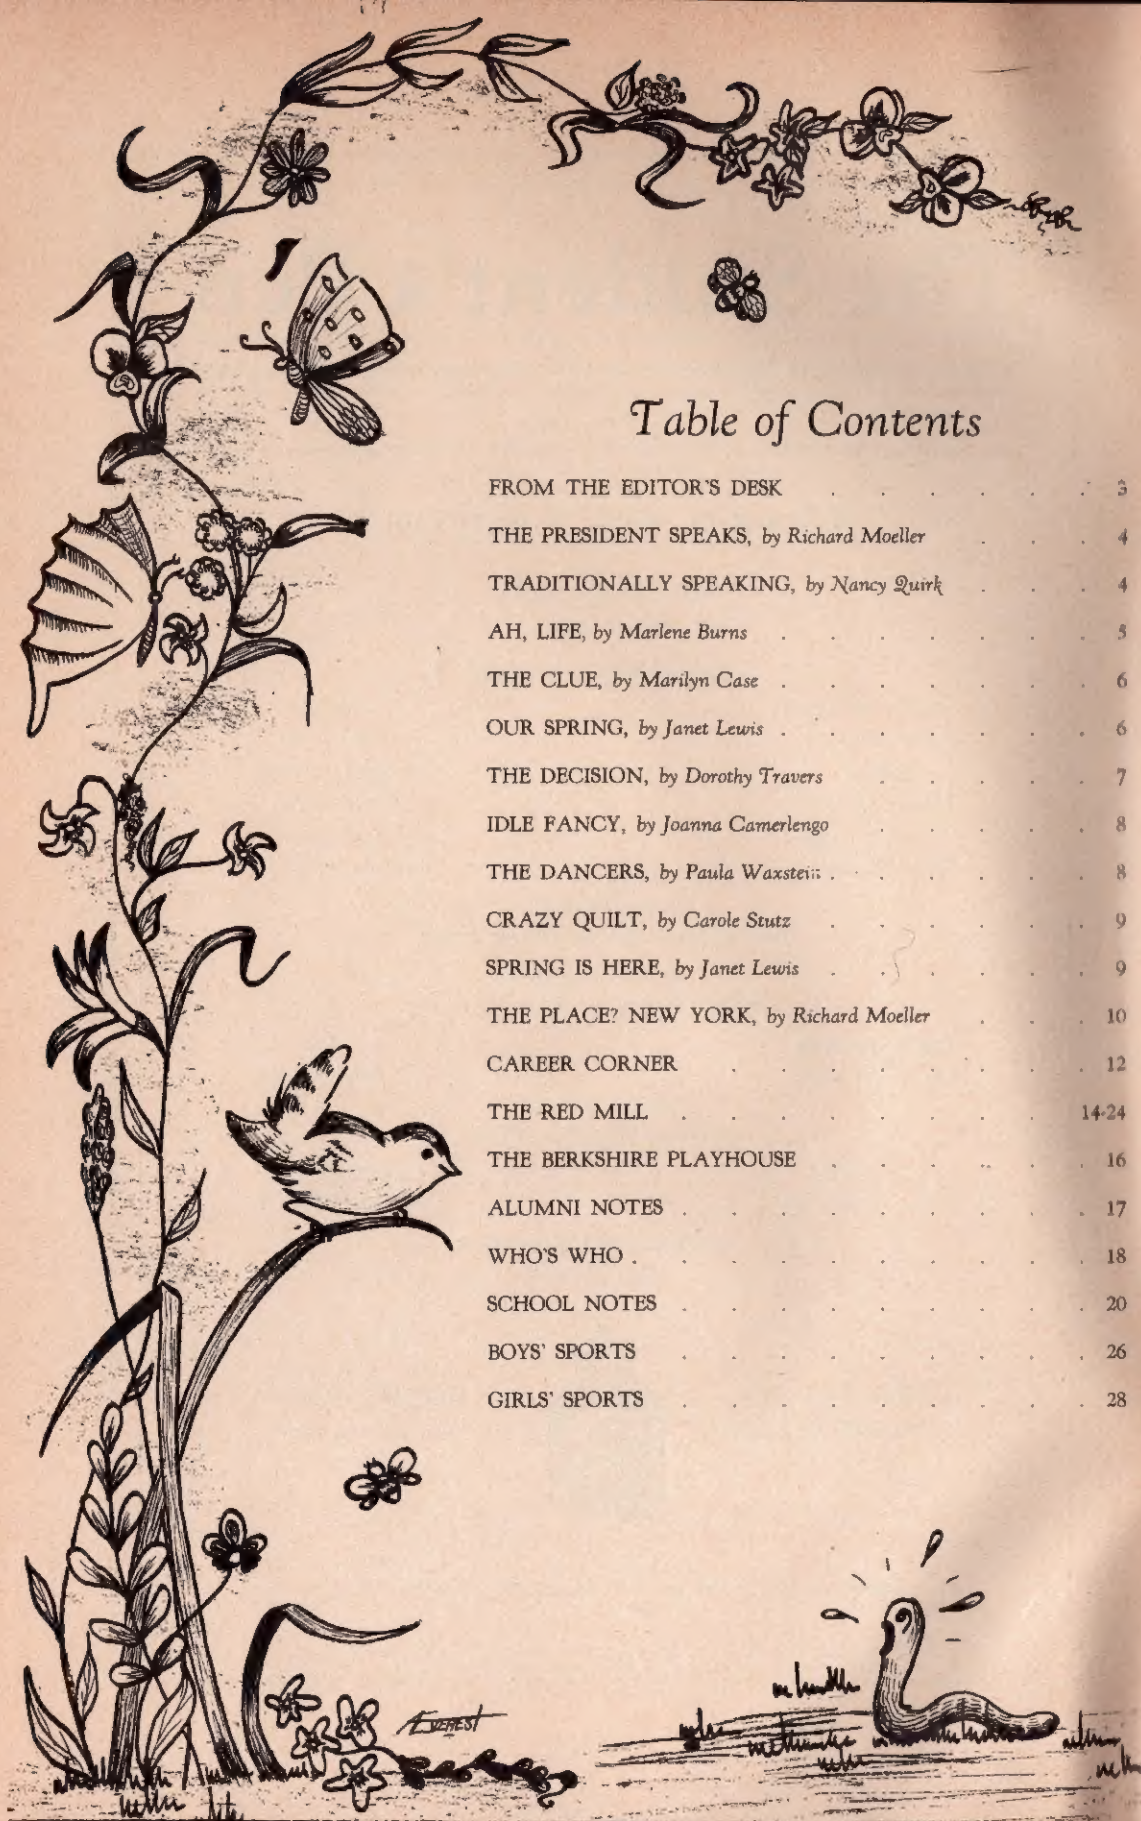 Table of Contents
FROM THE EDITOR'S DESK . . . . . . 3
THE PRESIDENT SPEAKS, by Richard Moeller . . . 4
TRADITIONALLY SPEAKING, by Nancy Quirk . . . 4
AH, LIFE, by Marlene Burns . . . . . . . 5
THE CLUE, by Marilyn Case . . . . . . . 6
OUR SPRING, by Janet Lewis . . . . . . . 6
THE DECISION, by Dorothy Travers . . . . . 7
IDLE FANCY, by Joanna Camerlengo . . . . . 8
THE DANCERS, by Paula Waxstein . . . . . . 8
CRAZY QUILT, by Carole Stutz . . . . . . 9
SPRING IS HERE, by Janet Lewis . . . . . . 9
THE PLACE? NEW YORK, by Richard Moeller . . . 10
CAREER CORNER . . . . . . . . 12
THE RED MILL . . . . . . . . 14-24
THE BERKSHIRE PLAYHOUSE . . . . . . 16
ALUMNI NOTES . . . . . . . . . 17
WHO'S WHO . . . . . . . . . . 18
SCHOOL NOTES . . . . . . . . . 20
BOYS' SPORTS . . . . . . . . . 26
GIRLS' SPORTS . . . . . . . . . 28
EVEREST